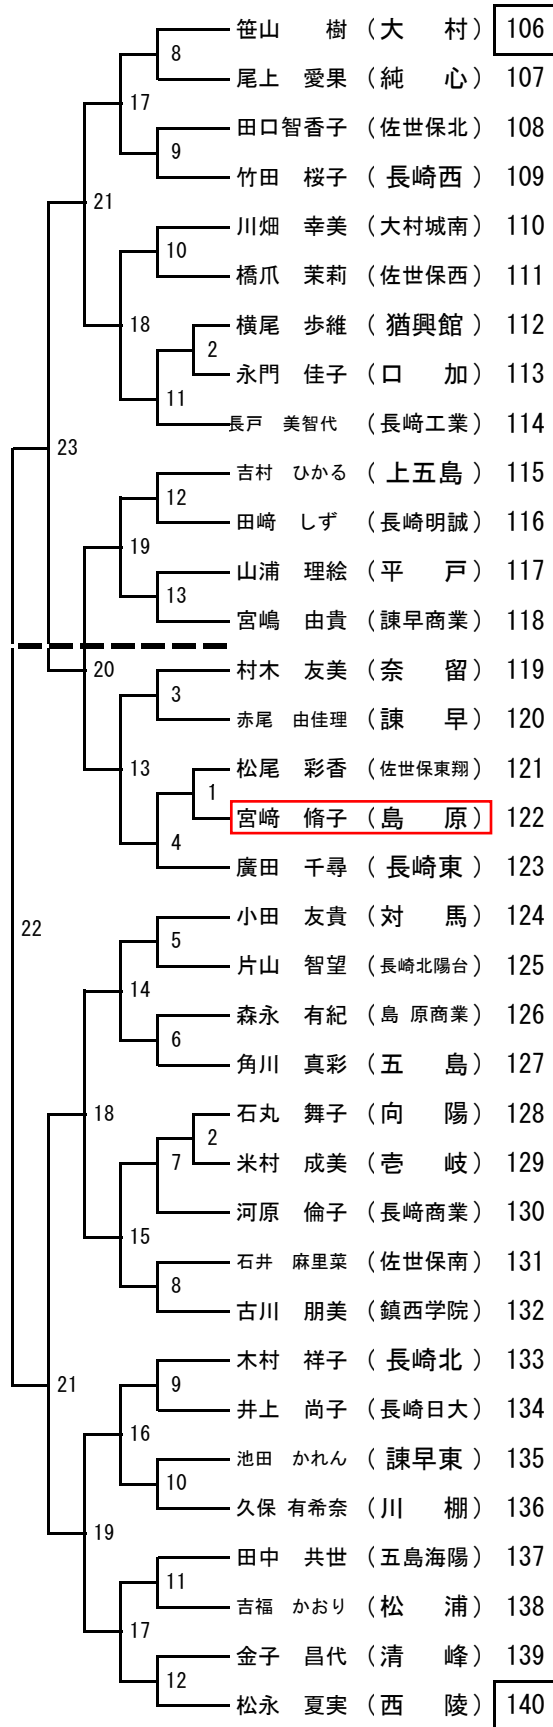 笹山 樹 (大 村) 106
8
尾上 愛果 (純 心) 107
17
田口智香子 (佐世保北) 108
9
竹田 桜子 (長崎西) 109
21
川畑 幸美 (大村城南) 110
10
橋爪 茉莉 (佐世保西) 111
18
横尾 歩維 (猶興館) 112
2
永門 佳子 (口 加) 113
11
長戸 美智代 (長崎工業) 114
23
吉村 ひかる (上五島) 115
12
田﨑 しず (長崎明誠) 116
19
山浦 理絵 (平 戸) 117
13
宮嶋 由貴 (諫早商業) 118
20
村木 友美 (奈 留) 119
3
赤尾 由佳理 (諫 早) 120
13
松尾 彩香 (佐世保東翔) 121
1
宮﨑 脩子 (島 原) 122
4
廣田 千尋 (長崎東) 123
22
小田 友貴 (対 馬) 124
5
片山 智望 (長崎北陽台) 125
14
森永 有紀 (島 原商業) 126
6
角川 真彩 (五 島) 127
18
石丸 舞子 (向 陽) 128
2
7
米村 成美 (壱 岐) 129
河原 倫子 (長崎商業) 130
15
石井 麻里菜 (佐世保南) 131
8
古川 朋美 (鎮西学院) 132
木村 祥子 (長崎北) 133
21
9
井上 尚子 (長崎日大) 134
16
池田 かれん (諫早東) 135
10
久保 有希奈 (川 棚) 136
19
田中 共世 (五島海陽) 137
11
吉福 かおり (松 浦) 138
17
金子 昌代 (清 峰) 139
12
松永 夏実 (西 陵) 140